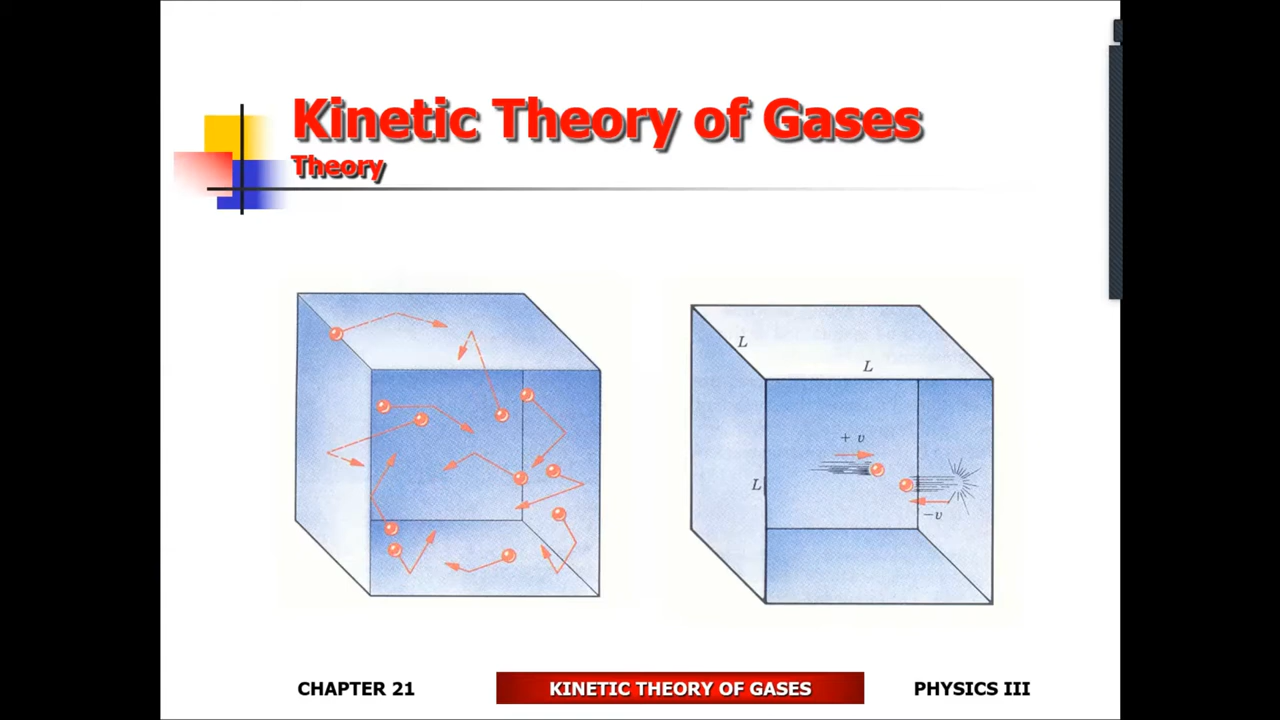 Kinetic Theory of Gases
Theory
L
L
L
+ v
−v
CHAPTER 21
KINETIC THEORY OF GASES
PHYSICS III